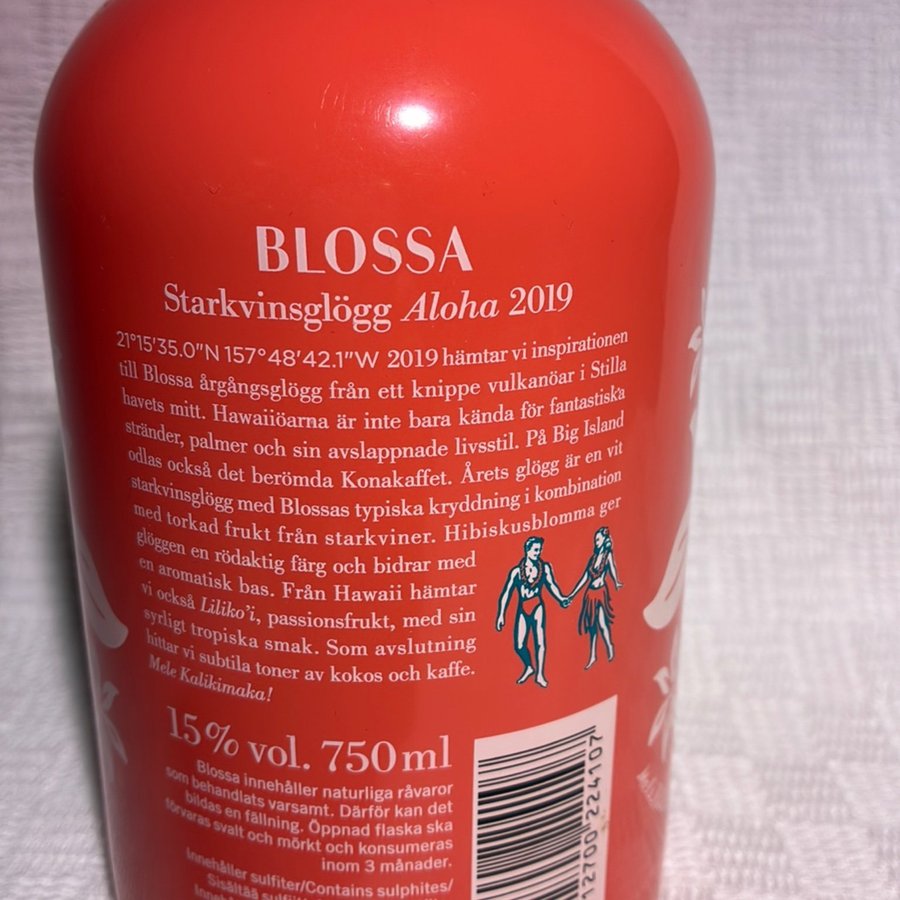 BLOSSA
Starkvinsglögg Aloha 2019
21°15'35.0"N 157°48'42.1"W 2019 hämtar vi inspirationen
till Blossa årgångsglögg från ett knippe vulkanöar i Stilla
havets mitt. Hawaiiöarna är inte bara kända för fantastiska
stränder, palmer och sin avslappnade livsstil. På Big Island
odlas också det berömda Konakaffet. Årets glögg är en vit
starkvinsglögg med Blossas typiska kryddning i kombination
med torkad frukt från starkviner. Hibiskusblomma ger
glöggen en rödaktig färg och bidrar med
en aromatisk bas. Från Hawaii hämtar
vi också Liliko'i, passionsfrukt, med sin
syrligt tropiska smak. Som avslutning
hittar vi subtila toner av kokos och kaffe.
Mele Kalikimaka!
15% vol. 750ml
Blossa innehåller naturliga råvaror
som behandlats varsamt. Därför kan det
bildas en fällning. Öppnad flaska ska
förvaras svalt och mörkt och konsumeras
inom 3 månader.
Innehåller sulfiter/Contains sulphites/
Sisältää
12700 224107